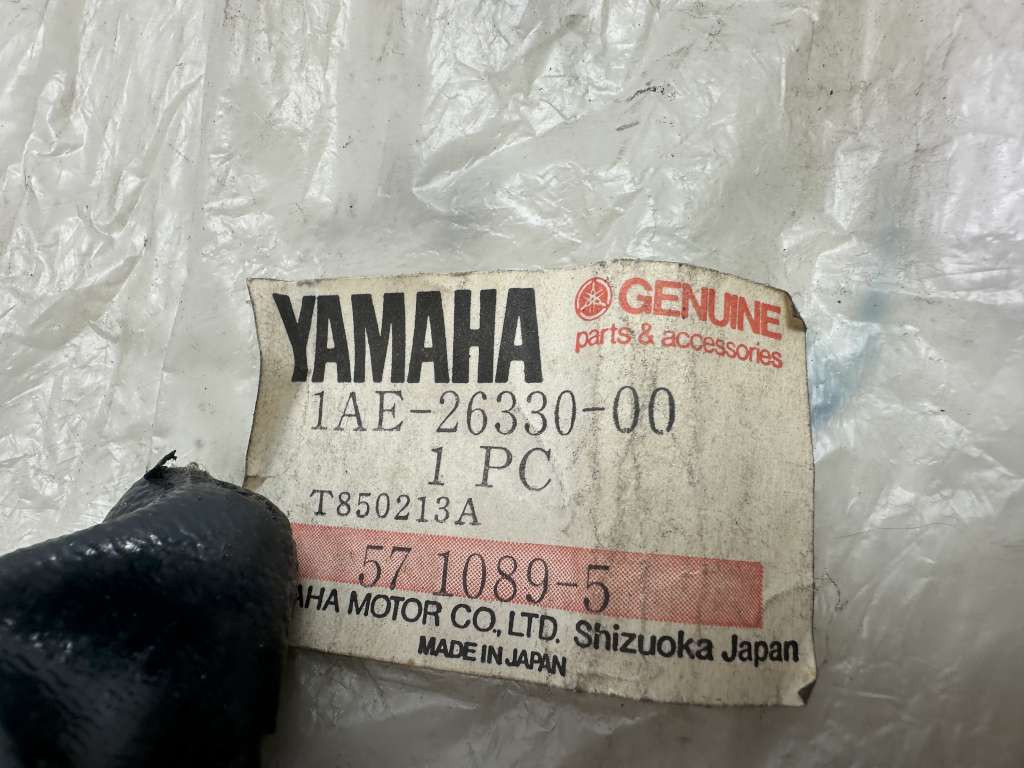 YAMAHA
GENUINE
parts & accessories
1AE-26330-00
1 PC
T850213A
57 1089-5
AHA MOTOR CO., LTD. Shizuoka Japan
MADE IN JAPAN